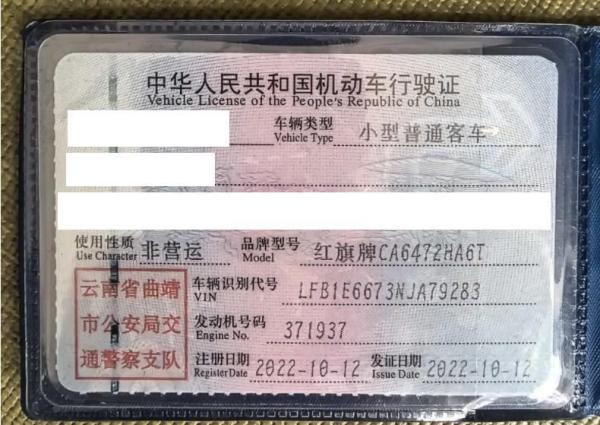 中华人民共和国机动车行驶证
Vehicle License of the People's Republic of China
车辆类型 小型普通客车
Vehicle Type
使用性质 非营运 品牌型号 红旗牌CA6472HA6T
Use Character Model
云南省曲靖
市公安局交
通警察支队
车辆识别代号 LFB1E6673NJA79283
VIN
发动机号码 371937
Engine No.
注册日期 2022-10-12 发证日期 2022-10-12
Register Date Issue Date